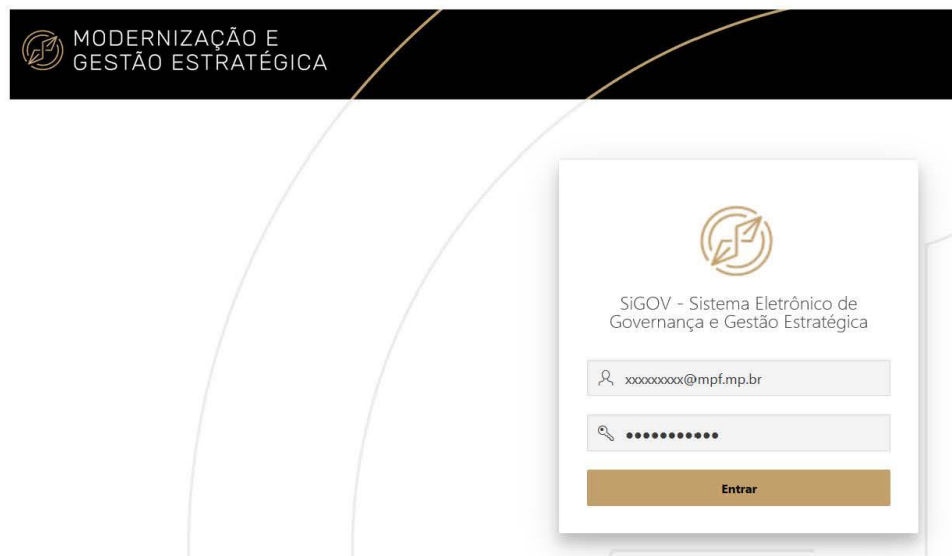 MODERNIZAÇÃO E
GESTÃO ESTRATÉGICA
SiGOV - Sistema Eletrônico de
Governança e Gestão Estratégica
xxxxxxxxx@mpf.mp.br
●●●●●●●●●●●
Entrar